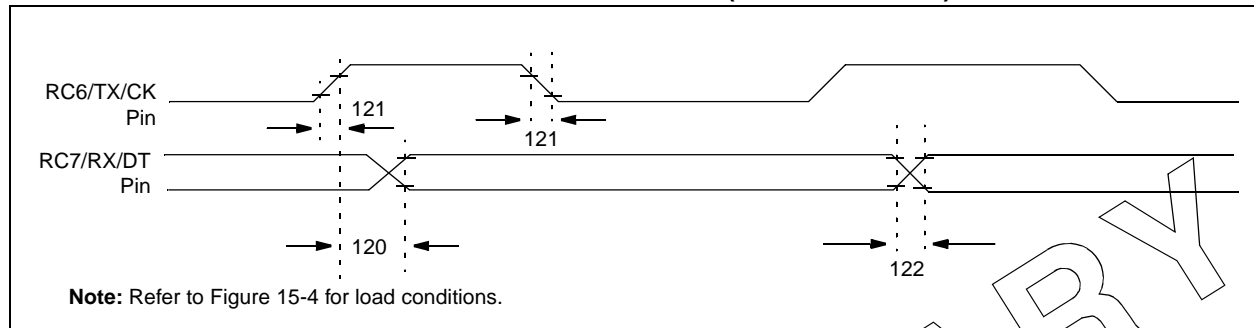 RC6/TX/CK
Pin
121
121
RC7/RX/DT
Pin
120
122
Note: Refer to Figure 15-4 for load conditions.
R Y